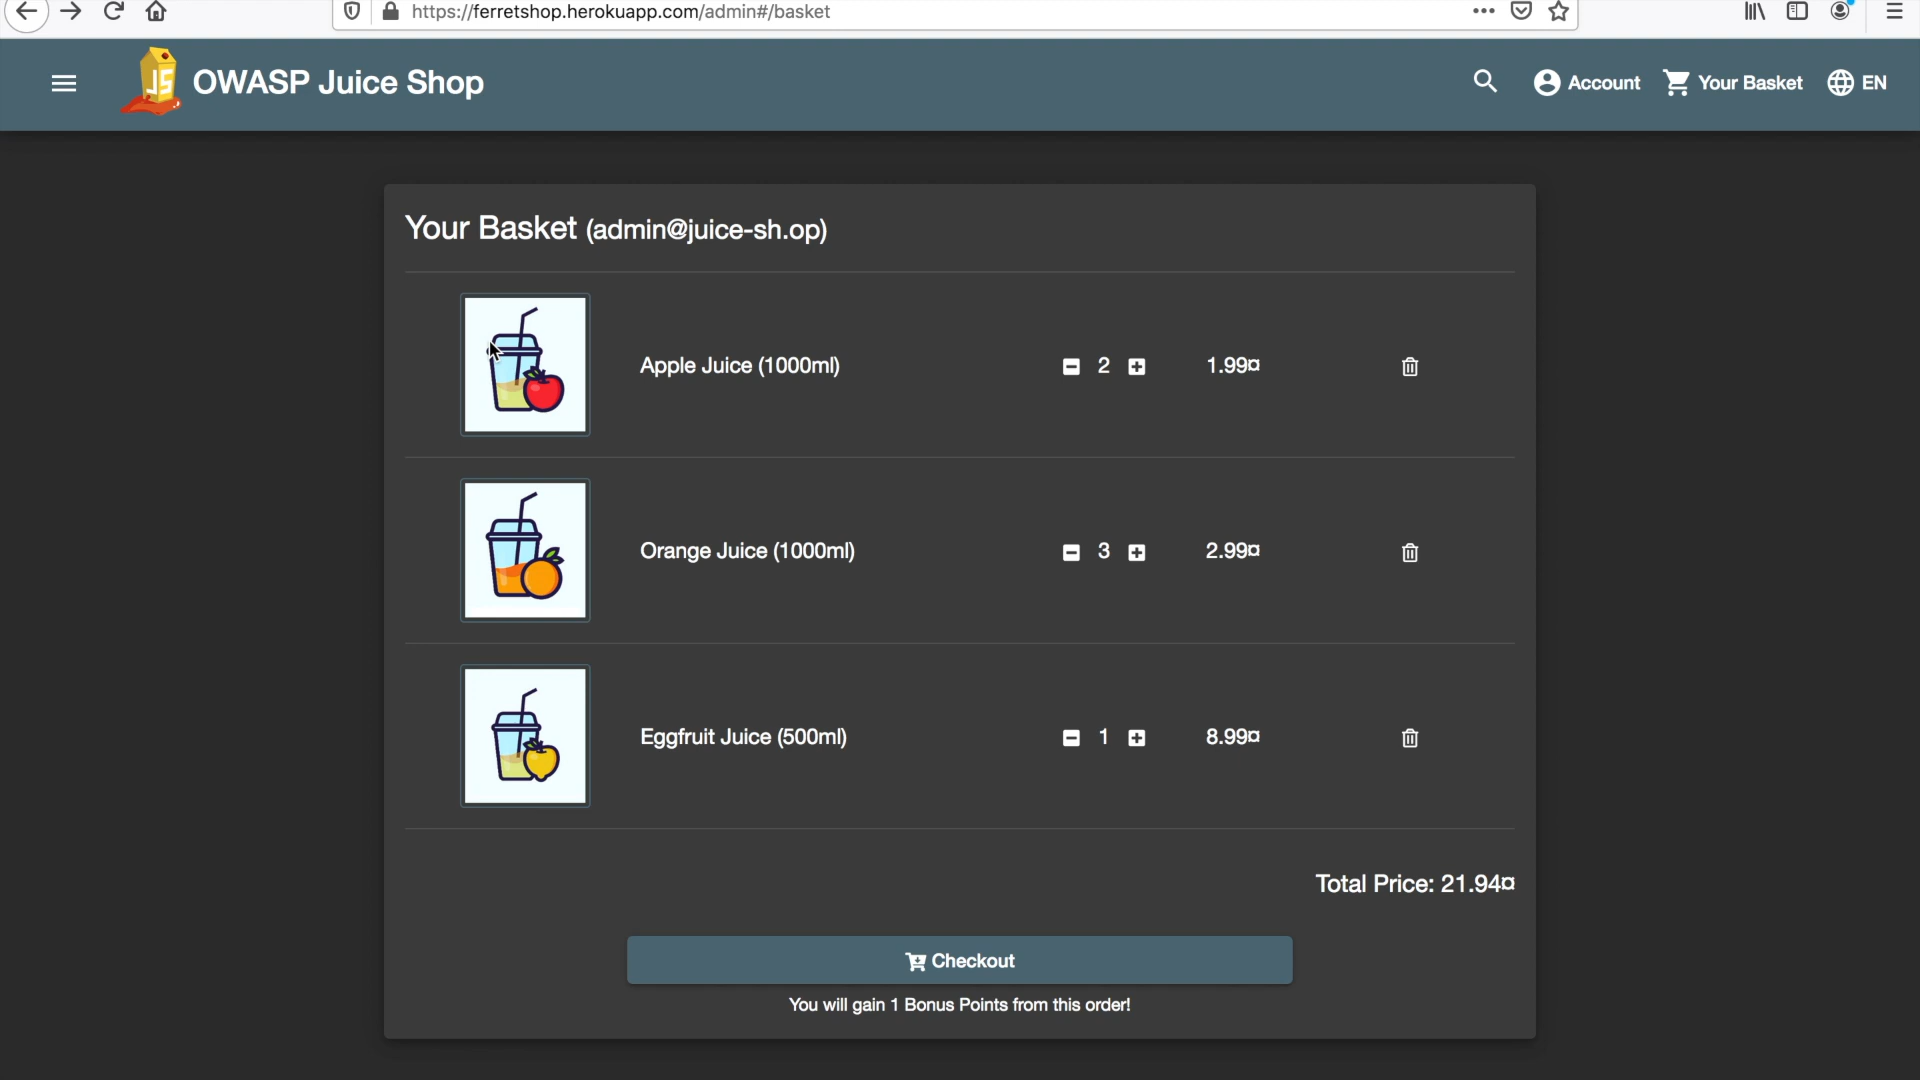 https://ferretshop.herokuapp.com/admin#/basket
JS OWASP Juice Shop
Account
Your Basket
EN
Your Basket (admin@juice-sh.op)
Apple Juice (1000ml) 2 1.99¤
Orange Juice (1000ml) 3 2.99¤
Eggfruit Juice (500ml) 1 8.99¤
Total Price: 21.94¤
Checkout
You will gain 1 Bonus Points from this order!